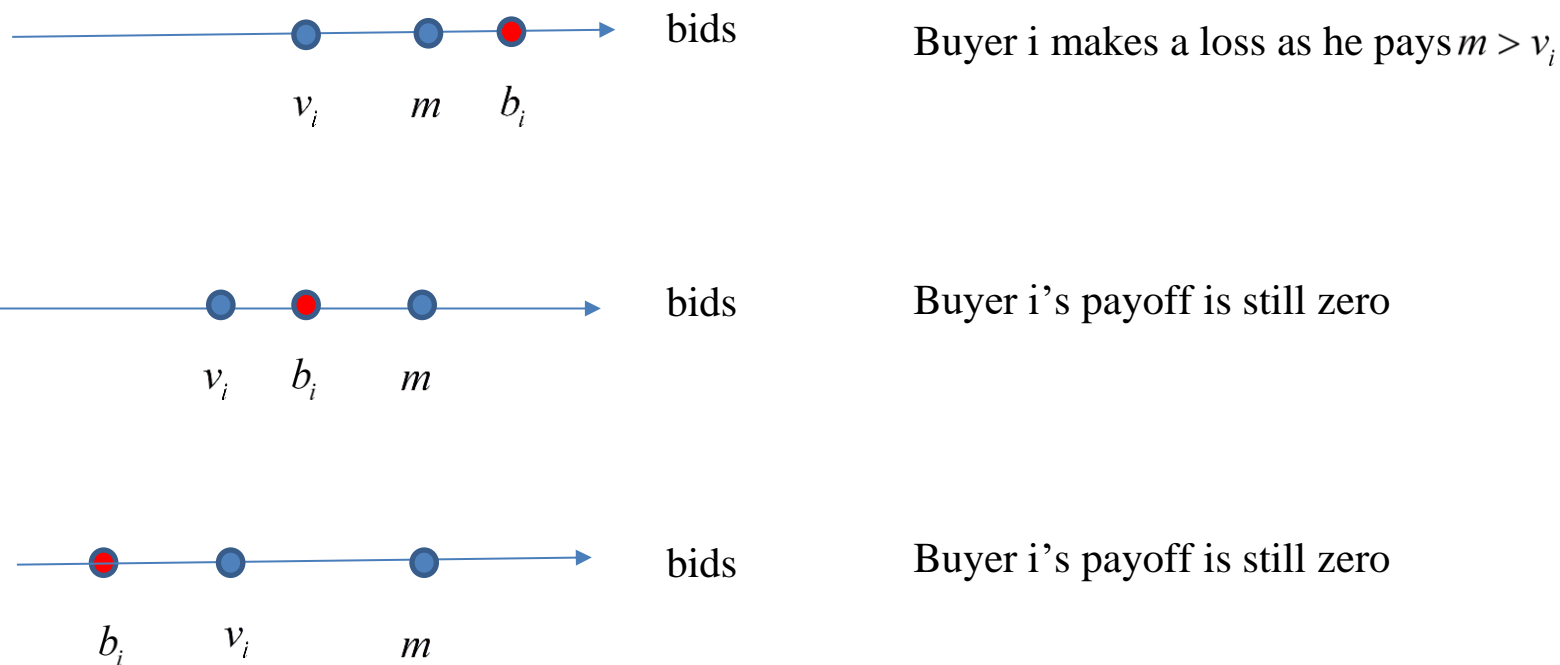 bids Buyer i makes a loss as he pays m > v_i
v_i m b_i
bids Buyer i’s payoff is still zero
v_i b_i m
bids Buyer i’s payoff is still zero
b_i v_i m